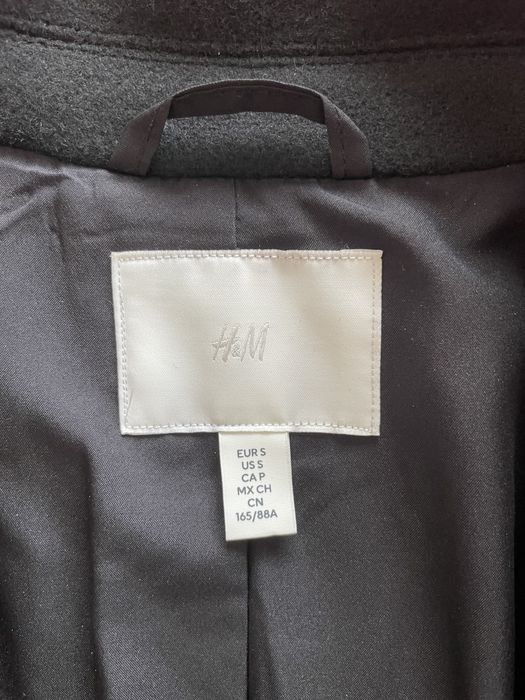 H&M
EUR S
US S
CA P
MX CH
CN
165/88A